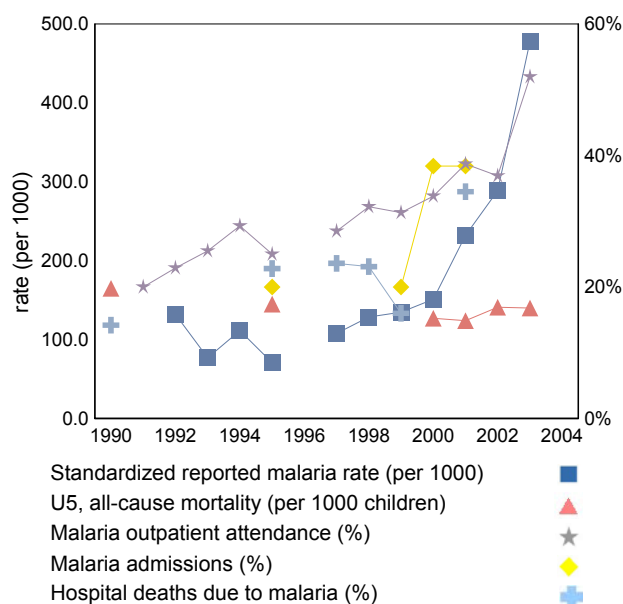 500.0
60%
400.0
300.0
40%
rate (per 1000)
200.0
20%
100.0
0.0
0%
1990 1992 1994 1996 1998 2000 2002 2004
Standardized reported malaria rate (per 1000)
U5, all-cause mortality (per 1000 children)
Malaria outpatient attendance (%)
Malaria admissions (%)
Hospital deaths due to malaria (%)